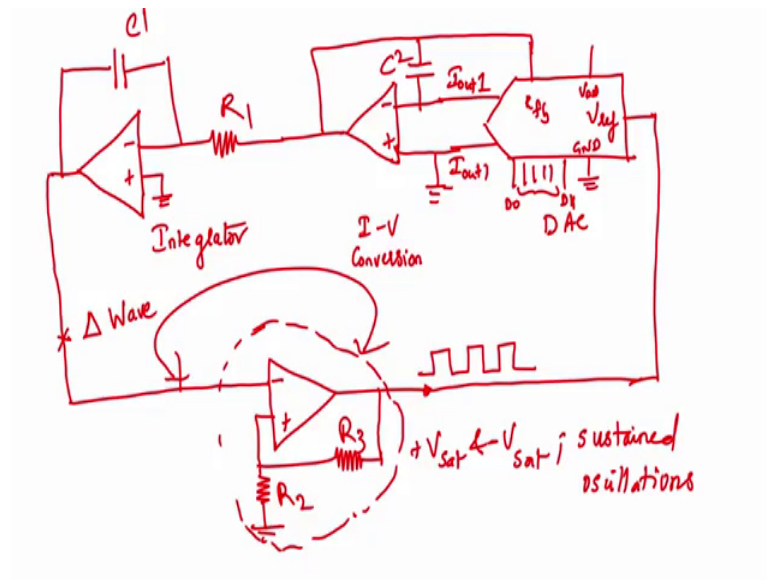 C1
C2
Iout1
Rfb
Vdd
Vref
R1
-
+
-
+
GND
Iout2
D0
D11
DAC
Integrator
I-V
Conversion
Δ Wave
-
+
R3
R2
+Vsat & -Vsat ; sustained
oscillations